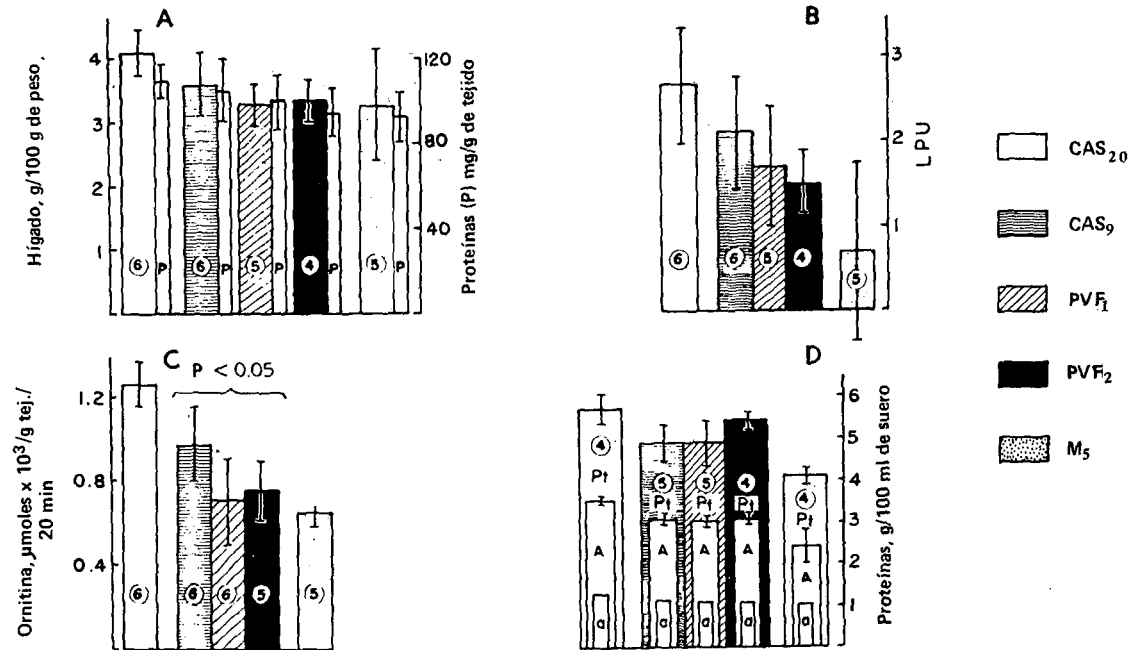 A
Hígado, g/100 g de peso.
4
3
2
1
6 P 6 P 5 P 4 P 5 P
120
80
40
Proteínas (P) mg/g de tejido
B
6 6 5 4 5
3
2
1
LPU
CAS20
CAS9
PVF1
PVF2
M5
C
P < 0.05
Ornitina, µmoles x 10³/g tej./
20 min
1.2
0.8
0.4
6 6 6 5 5
D
4 5 5 4 4
Pt Pt Pt Pt Pt
A A A A A
a a a a a
6
5
4
3
2
1
Proteínas, g/100 ml de suero